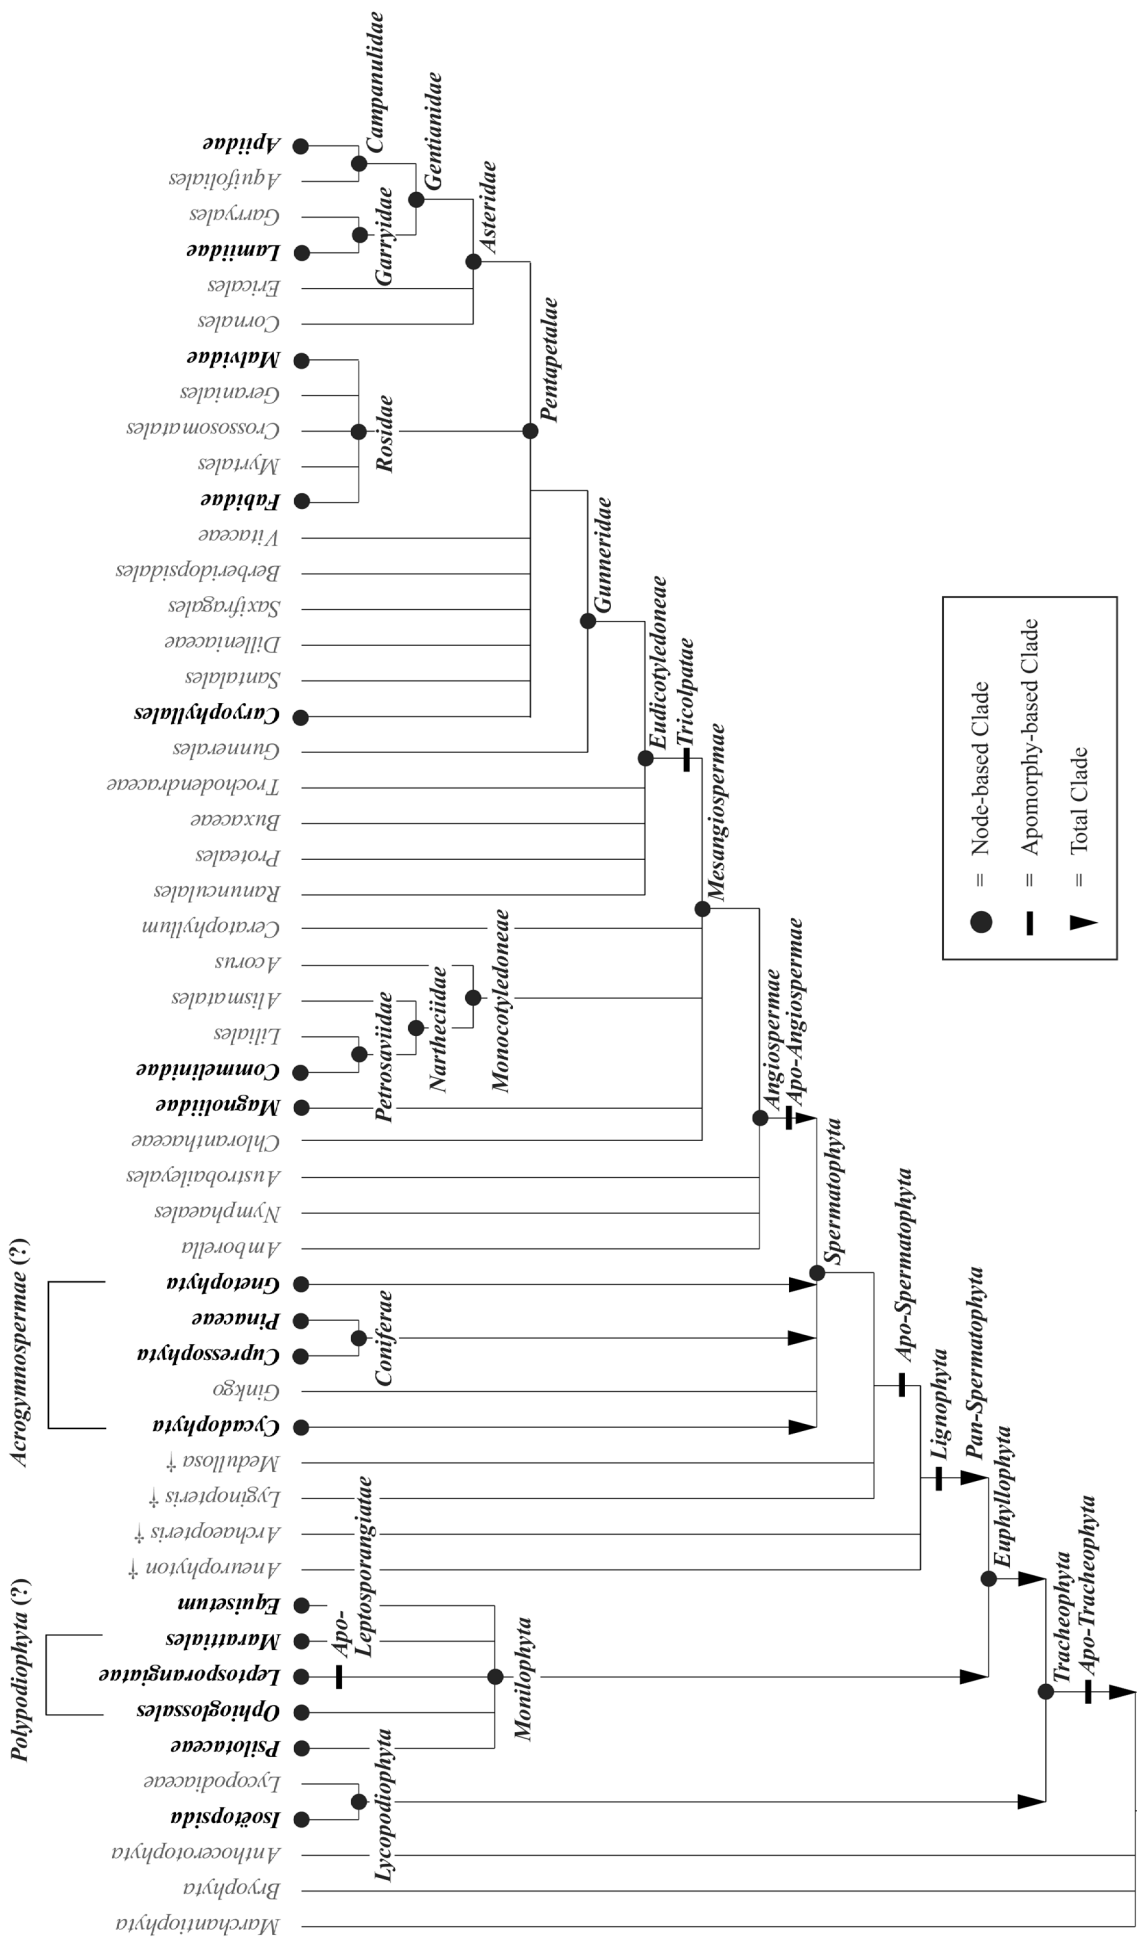 Apiidae
Aquifoliales
Garryales
Lamiidae
Ericales
Cornales
Malvidae
Geraniales
Crossosomatales
Myrtales
Fabidae
Vitaceae
Berberidopsidales
Saxifragales
Dilleniaceae
Santalales
Caryophyllales
Gunnerales
Trochodendraceae
Buxaceae
Proteales
Ranunculales
Ceratophyllum
Acorus
Alismatales
Liliales
Commelinidae
Magnoliidae
Chloranthaceae
Austrobaileyales
Nymphaeales
Amborella
Gnetophyta
Pinaceae
Cupressophyta
Ginkgo
Cycadophyta
Medullosa †
Lyginopteris †
Archaeopteris †
Aneurophyton †
Equisetum
Marattiales
Leptosporangiatae
Ophioglossales
Psilotaceae
Lycopodiaceae
Isoëtopsida
Anthocerotophyta
Bryophyta
Marchantiophyta
Acrogymnospermae (?)
Polypodiophyta (?)
Campanulidae
Garryidae
Gentianidae
Asteridae
Rosidae
Pentapetalae
Gunneridae
Eudicotyledoneae
Tricolpatae
Mesangiospermae
Petrosaviidae
Nartheciidae
Monocotyledoneae
Angiospermae
Apo-Angiospermae
Spermatophyta
Coniferae
Apo-Spermatophyta
Lignophyta
Pan-Spermatophyta
Euphyllophyta
Apo-
Leptosporangiatae
Monilophyta
Lycopodiophyta
Tracheophyta
Apo-Tracheophyta
= Node-based Clade
= Apomorphy-based Clade
= Total Clade